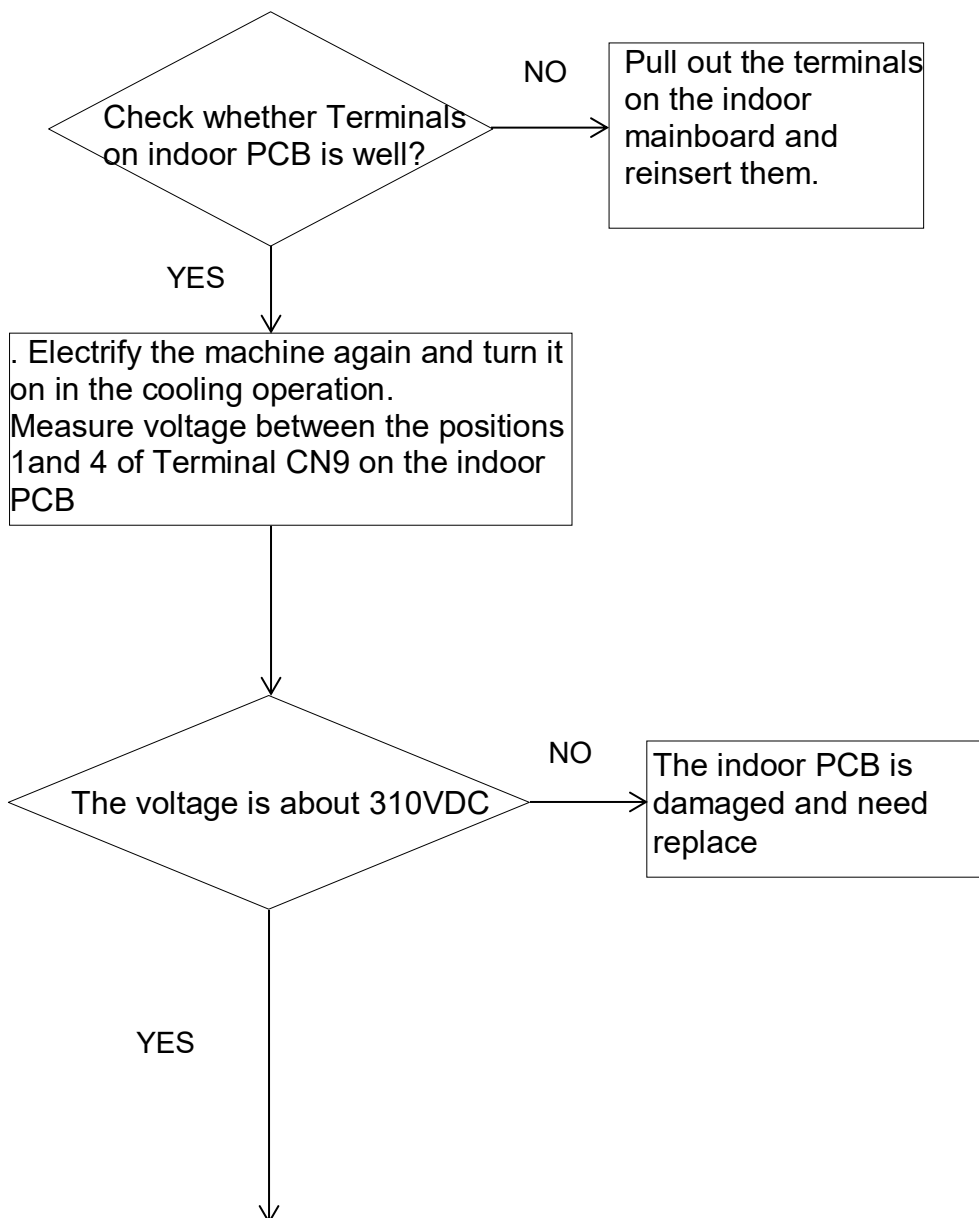 Check whether Terminals
on indoor PCB is well?
NO
Pull out the terminals
on the indoor
mainboard and
reinsert them.
YES
. Electrify the machine again and turn it
on in the cooling operation.
Measure voltage between the positions
1and 4 of Terminal CN9 on the indoor
PCB
The voltage is about 310VDC
NO
The indoor PCB is
damaged and need
replace
YES